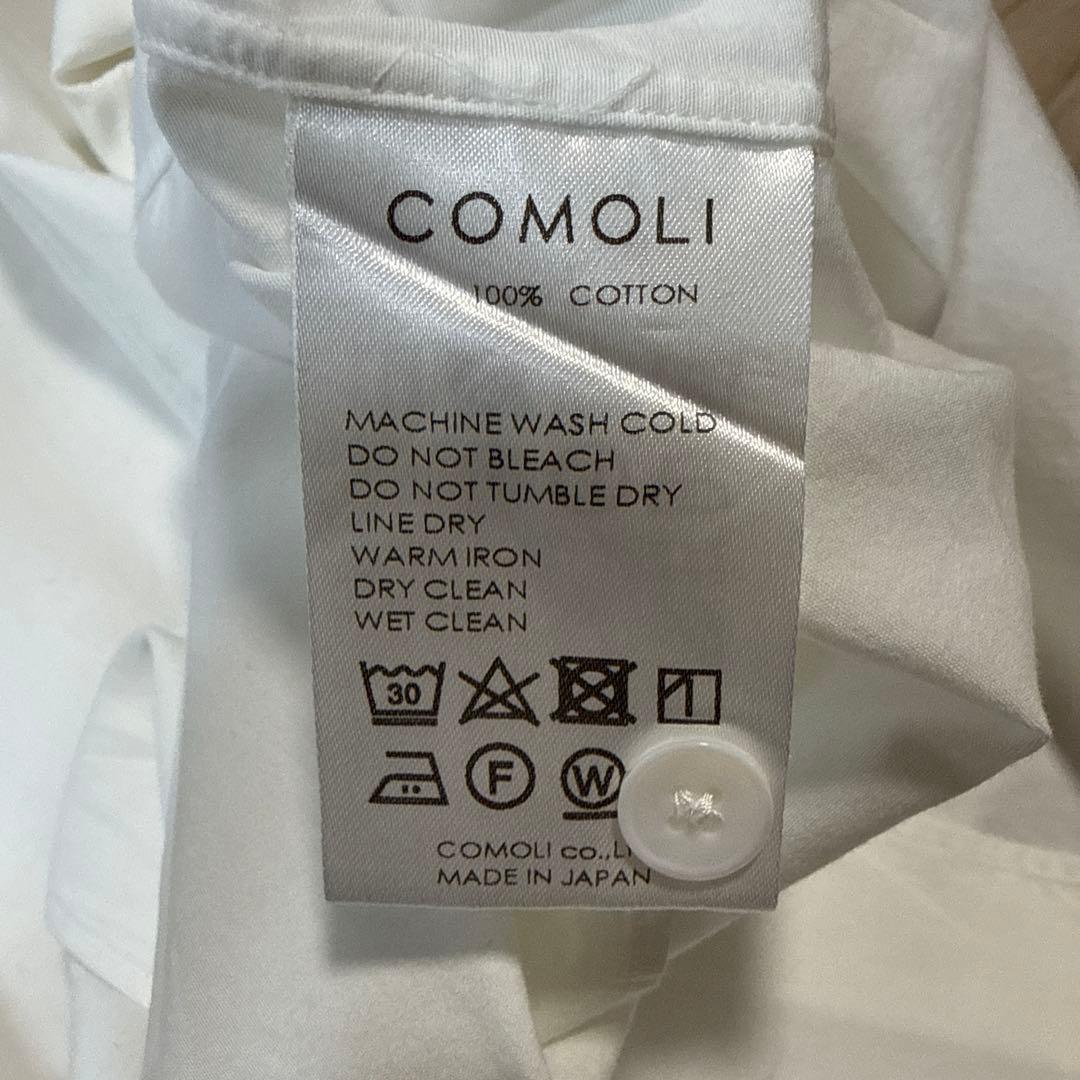 COMOLI
100% COTTON
MACHINE WASH COLD
DO NOT BLEACH
DO NOT TUMBLE DRY
LINE DRY
WARM IRON
DRY CLEAN
WET CLEAN
30
F W
COMOLI co.,
MADE IN JAPAN